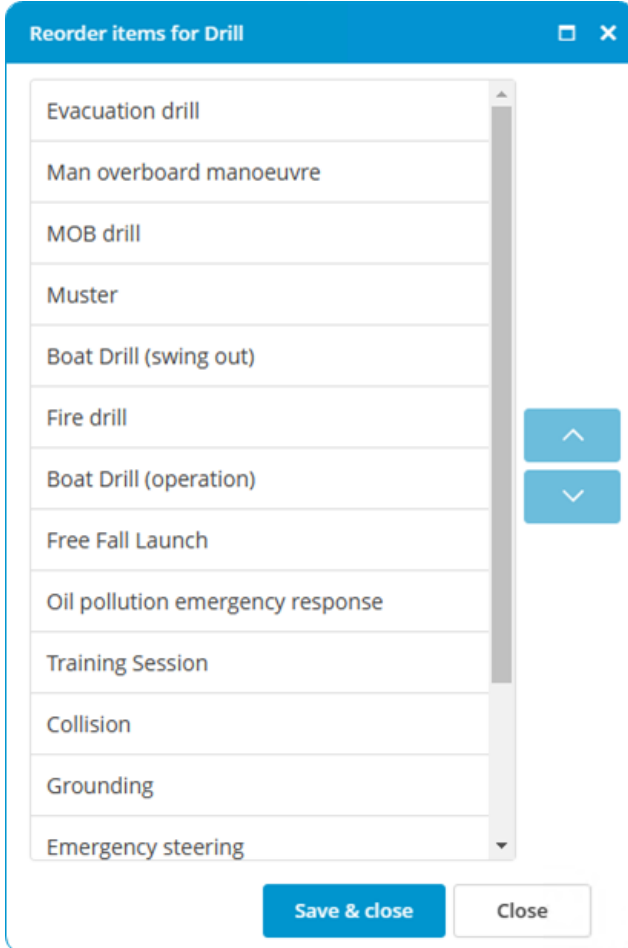 Reorder items for Drill
Evacuation drill
Man overboard manoeuvre
MOB drill
Muster
Boat Drill (swing out)
Fire drill
Boat Drill (operation)
Free Fall Launch
Oil pollution emergency response
Training Session
Collision
Grounding
Emergency steering
Save & close
Close